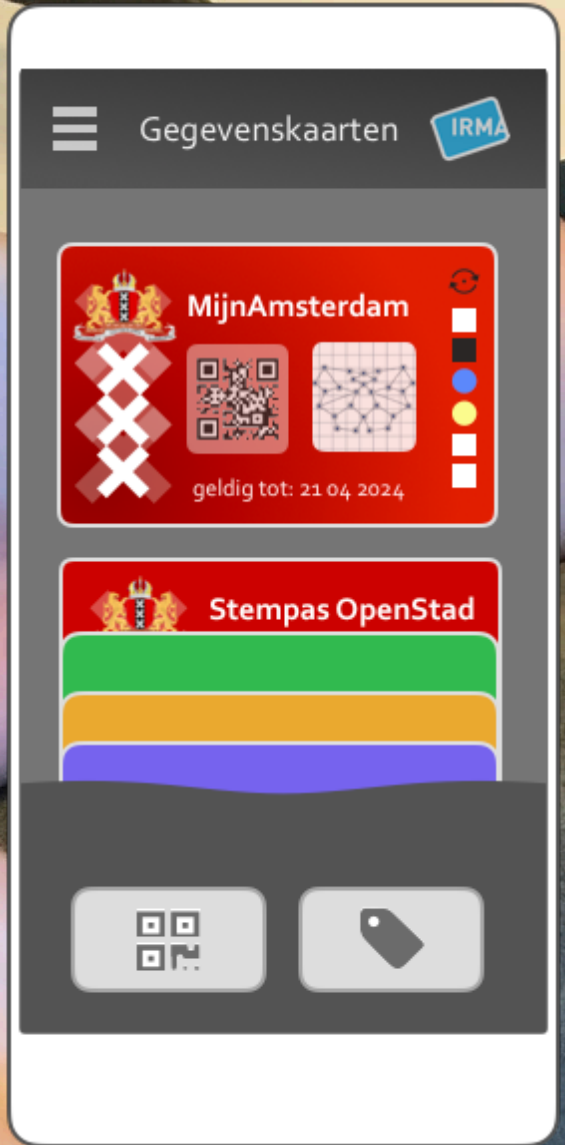 Gegevenskaarten
IRMA
MijnAmsterdam
geldig tot: 21 04 2024
Stempas OpenStad